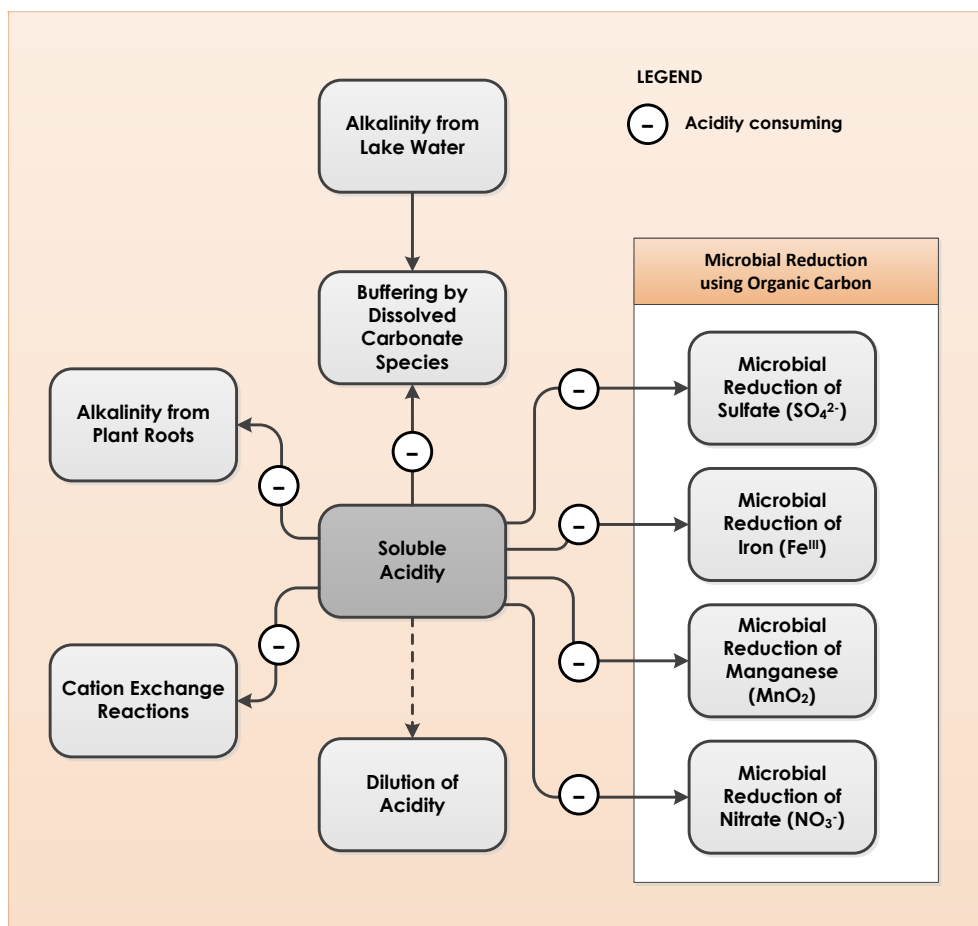 LEGEND
–
Acidity consuming
Alkalinity from
Lake Water
Buffering by
Dissolved
Carbonate
Species
Alkalinity from
Plant Roots
–
–
Soluble
Acidity
Cation Exchange
Reactions
–
Dilution of
Acidity
Microbial Reduction
using Organic Carbon
–
Microbial
Reduction of
Sulfate (SO₄²⁻)
–
Microbial
Reduction of
Iron (Feᴵᴵᴵ)
–
Microbial
Reduction of
Manganese
(MnO₂)
–
Microbial
Reduction of
Nitrate (NO₃⁻)